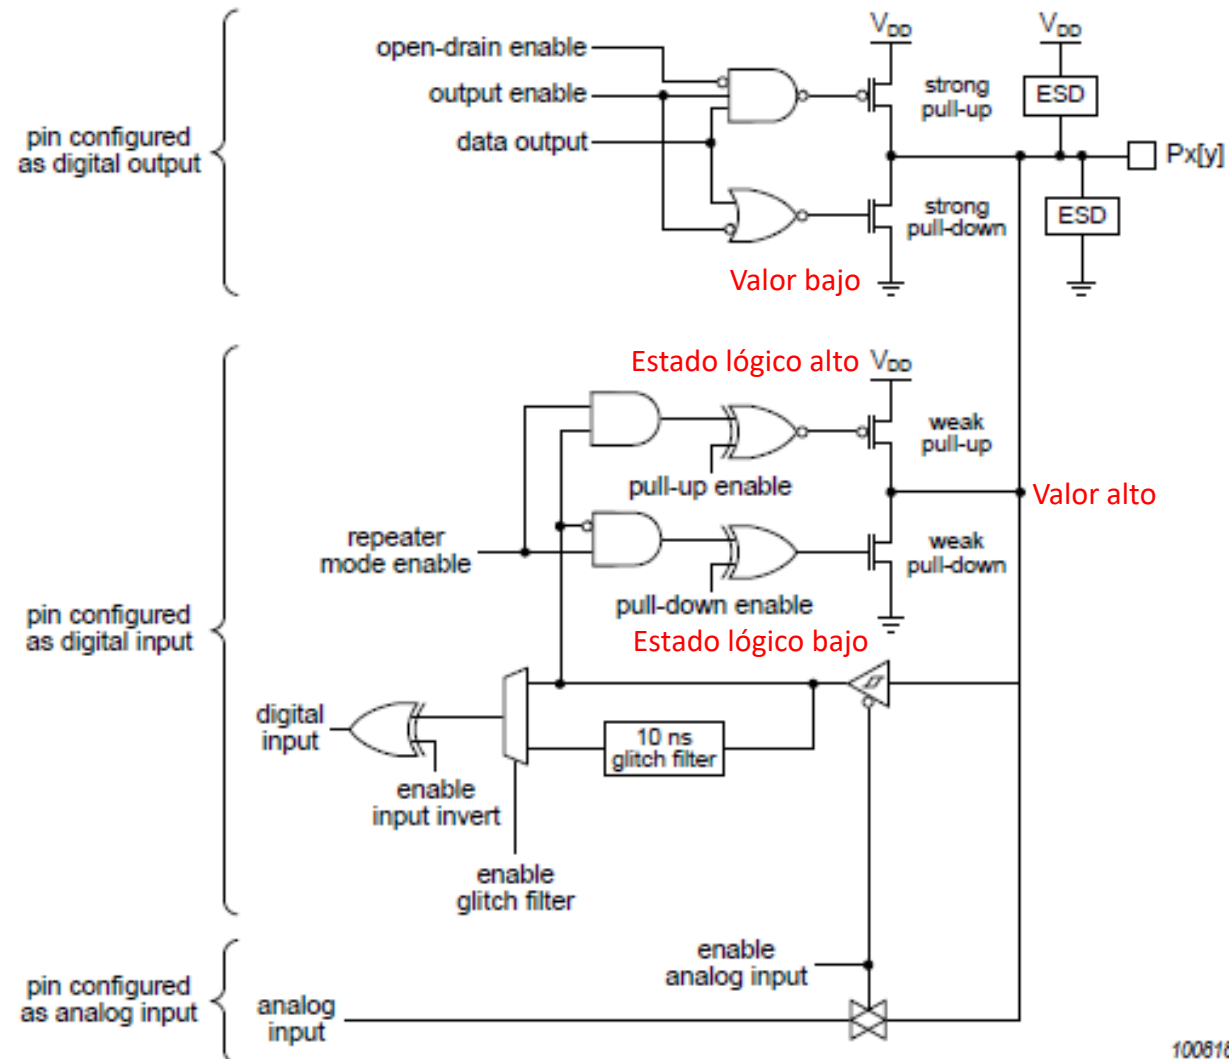 V_DD
V_DD
open-drain enable
strong
pull-up
ESD
output enable
pin configured
as digital output
data output
Px[y]
strong
pull-down
ESD
Valor bajo
Estado lógico alto
V_DD
weak
pull-up
pull-up enable
Valor alto
repeater
mode enable
weak
pull-down
pull-down enable
pin configured
as digital input
Estado lógico bajo
digital
input
10 ns
glitch filter
enable
input invert
enable
glitch filter
enable
analog input
pin configured
as analog input
analog
input